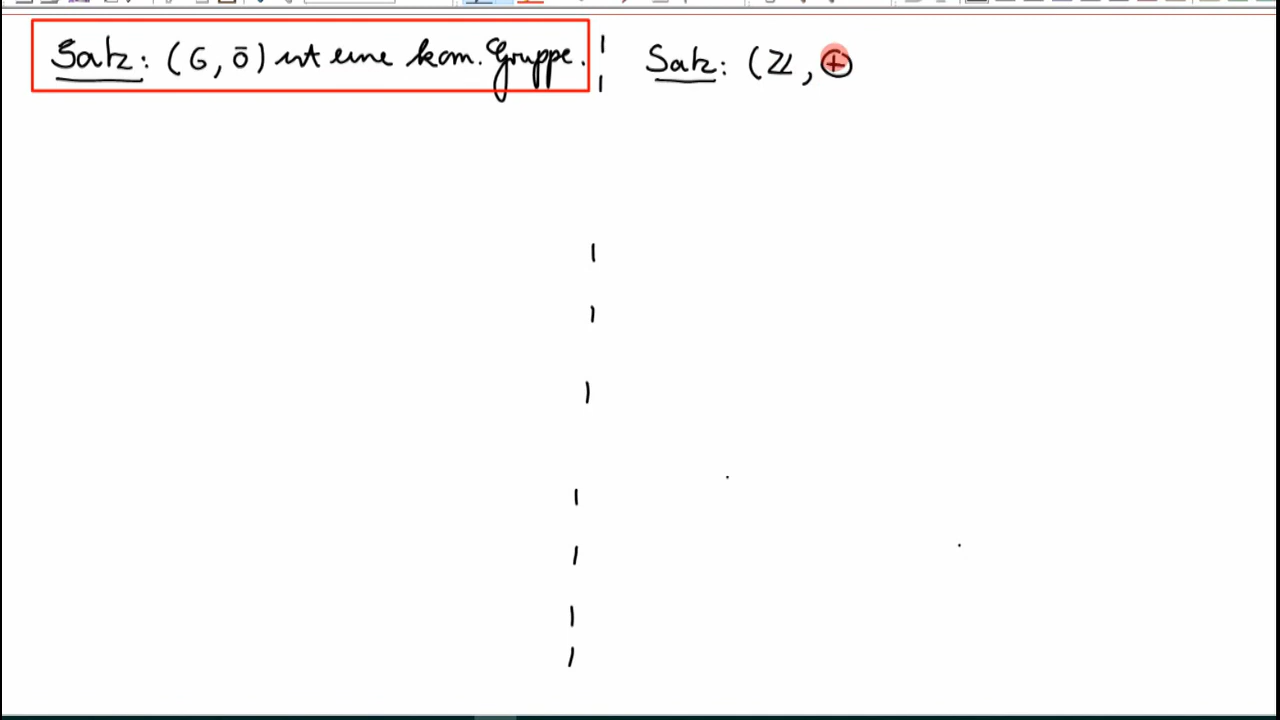 Satz: (G, ō) ist eine kom. Gruppe.
Satz: (ℤ, ⊕